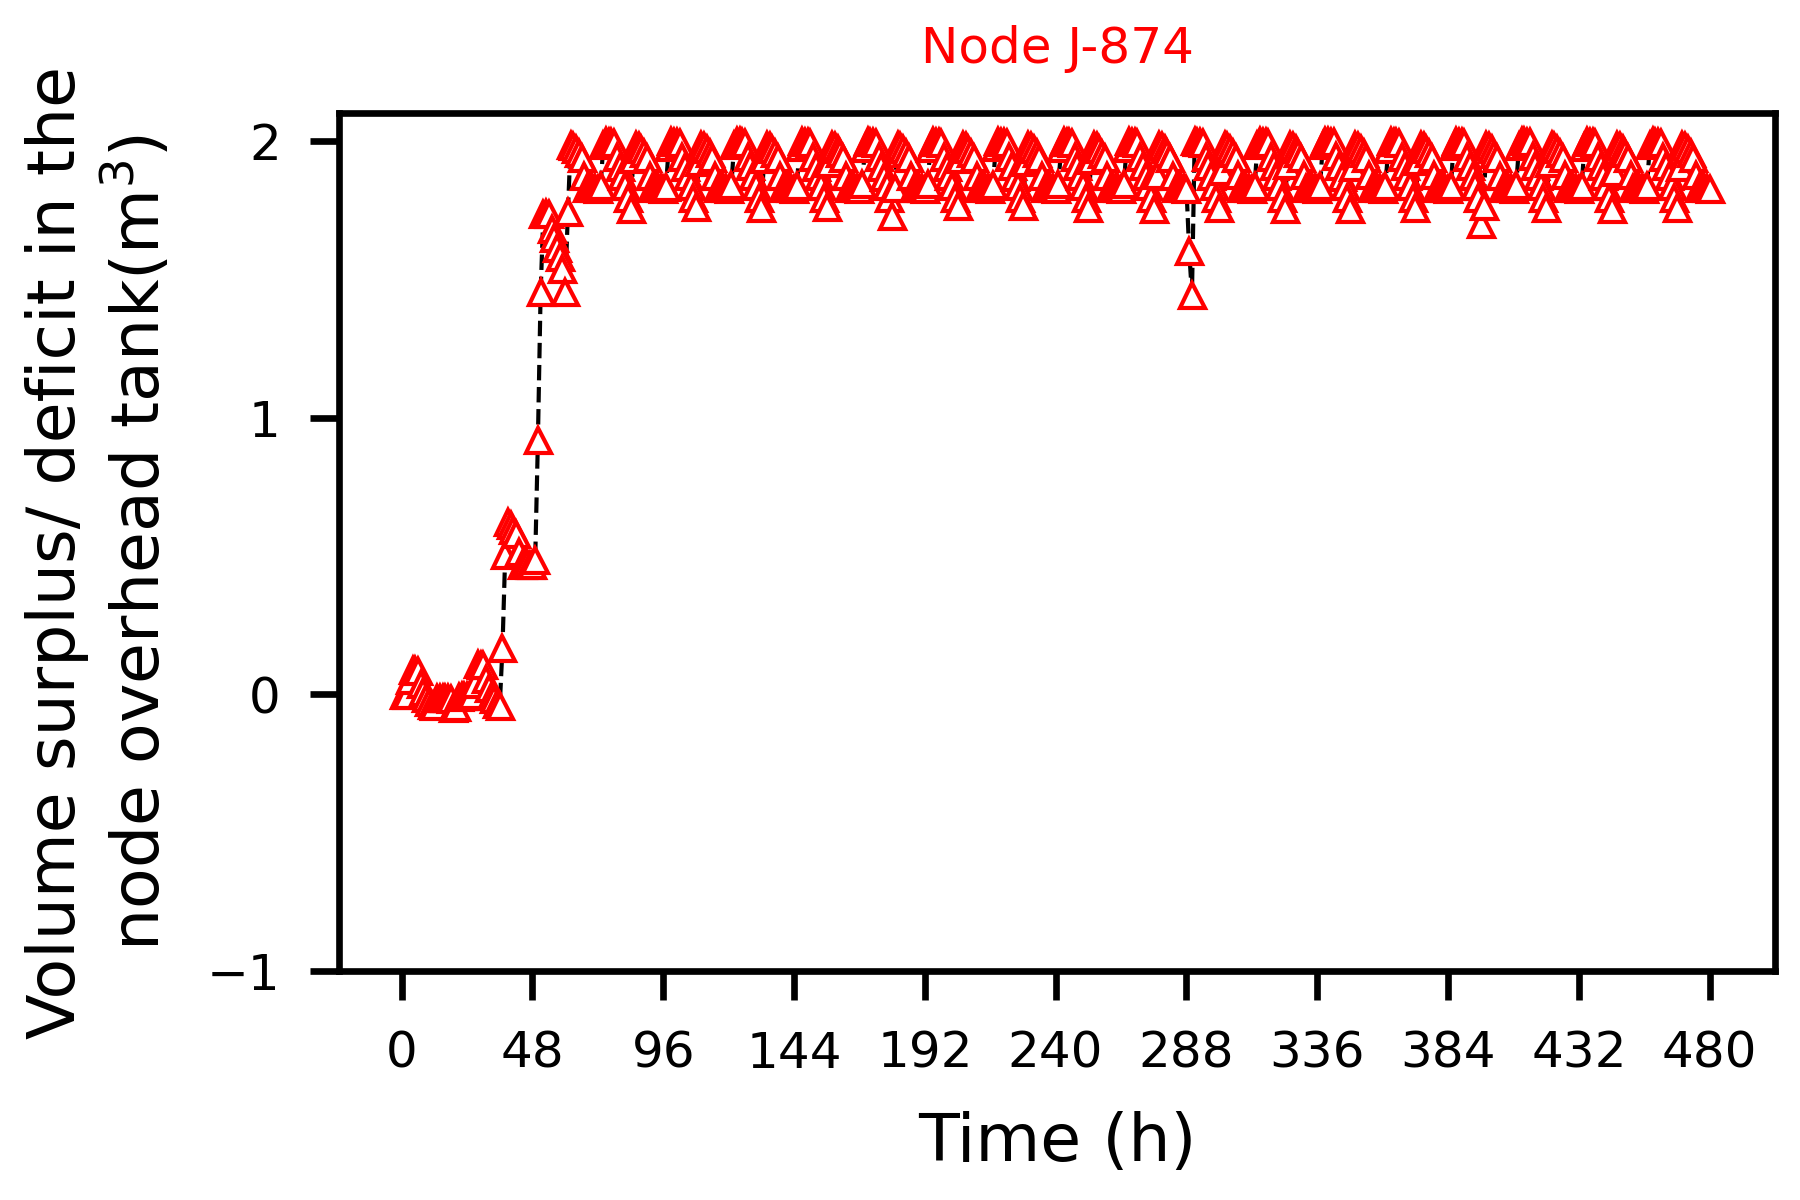 Node J-874
Volume surplus/ deficit in the
node overhead tank(m³)
2
1
0
−1
0 48 96 144 192 240 288 336 384 432 480
Time (h)